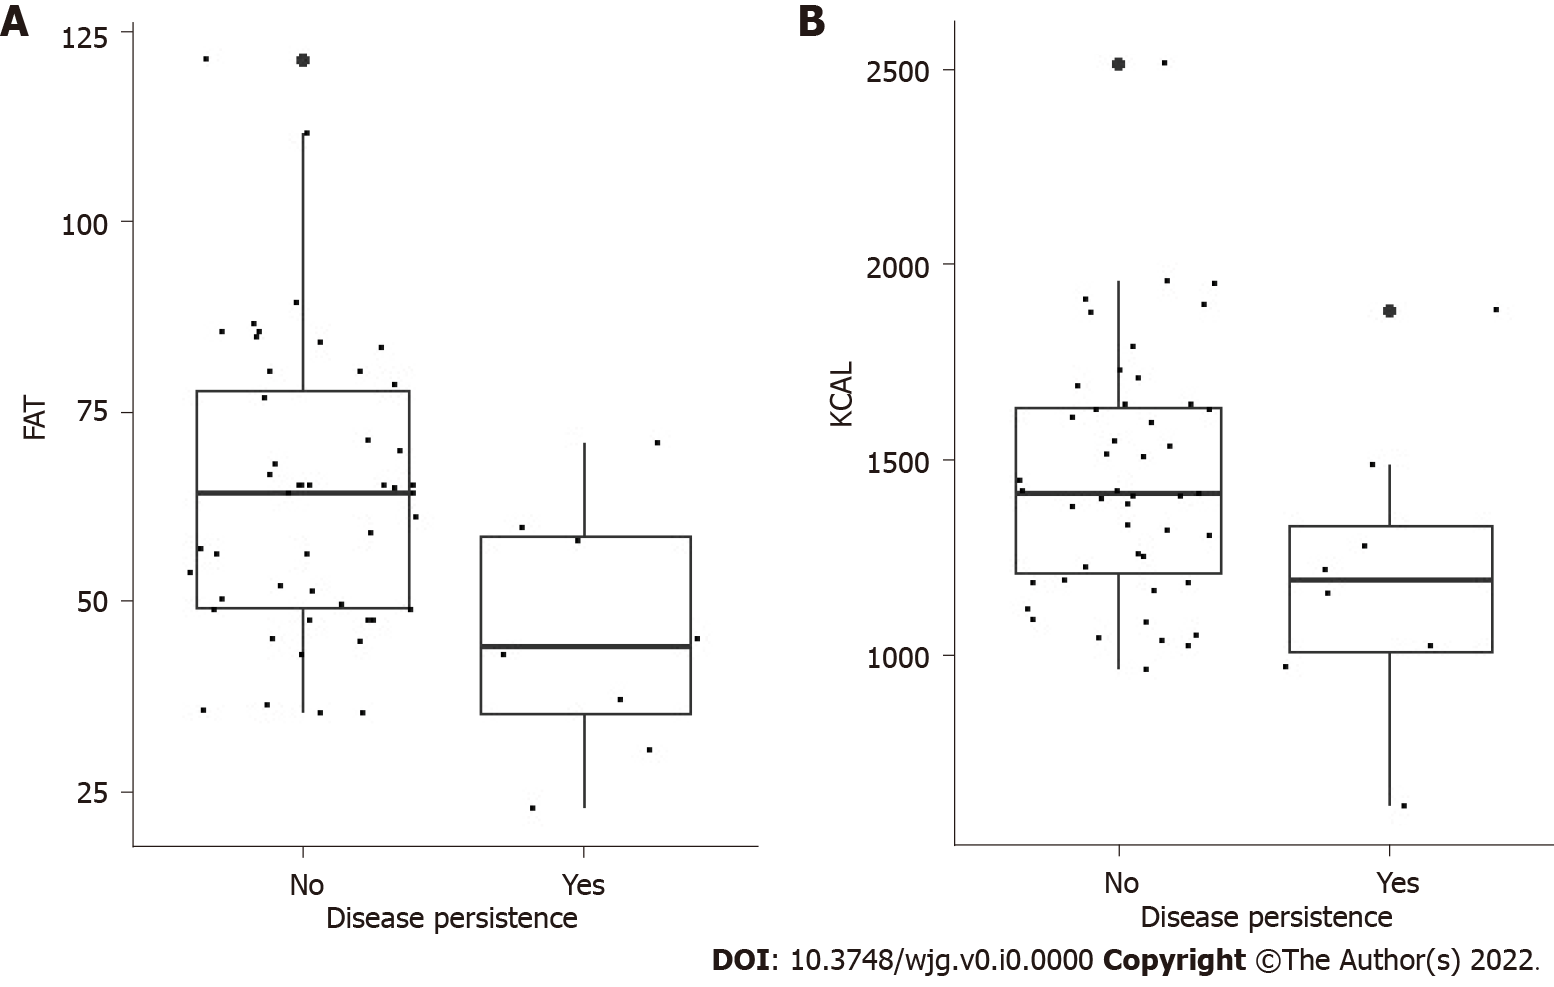 A
125
100
75
50
25
FAT
No Yes
Disease persistence
B
2500
2000
1500
1000
KCAL
No Yes
Disease persistence
DOI: 10.3748/wjg.v0.i0.0000 Copyright ©The Author(s) 2022.